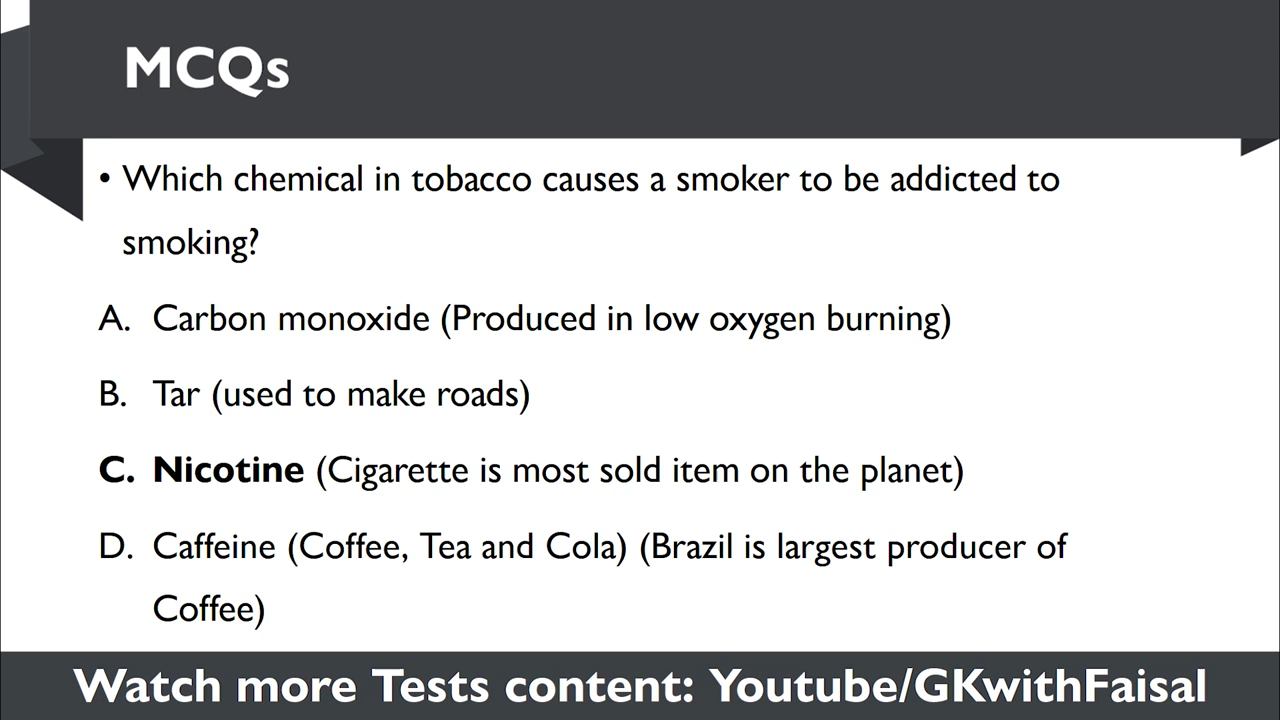 MCQs
• Which chemical in tobacco causes a smoker to be addicted to
smoking?
A. Carbon monoxide (Produced in low oxygen burning)
B. Tar (used to make roads)
C. Nicotine (Cigarette is most sold item on the planet)
D. Caffeine (Coffee, Tea and Cola) (Brazil is largest producer of
Coffee)
Watch more Tests content: Youtube/GKwithFaisal